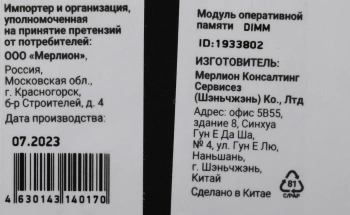 Импортер и организация,
уполномоченная
на принятие претензий
от потребителей:
ООО «Мерлион»,
Россия,
Московская обл.,
г. Красногорск,
б-р Строителей, д. 4
Дата производства:
07.2023
4 630143 140170
Модуль оперативной
памяти DIMM
ID:1933802
ИЗГОТОВИТЕЛЬ:
Мерлион Консалтинг
Сервисез
(Шэньчжэнь) Ко., Лтд
Адрес: офис 5В55,
здание 8, Синхуа
Гун Е Да Ша,
№ 4, ул. Гун Е Лю,
Наньшань,
г. Шэньчжэнь,
Китай
Сделано в Китае
81
C/PAP